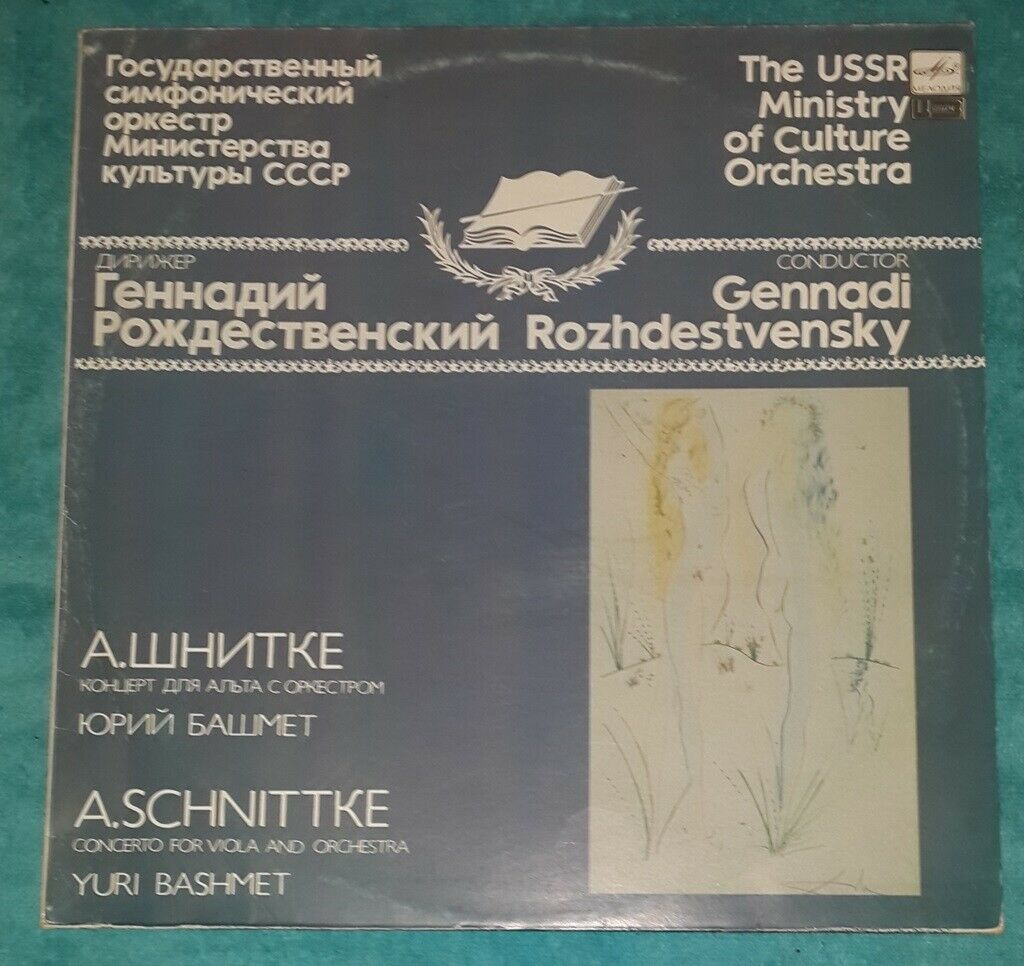 Государственный
симфонический
оркестр
Министерства
культуры СССР
The USSR
Ministry
of Culture
Orchestra
МЕЛОДИЯ
ДИРИЖЕР
Геннадий
Рождественский
CONDUCTOR
Gennadi
Rozhdestvensky
А.ШНИТКЕ
КОНЦЕРТ ДЛЯ АЛЬТА С ОРКЕСТРОМ
ЮРИЙ БАШМЕТ
A.SCHNITTKE
CONCERTO FOR VIOLA AND ORCHESTRA
YURI BASHMET